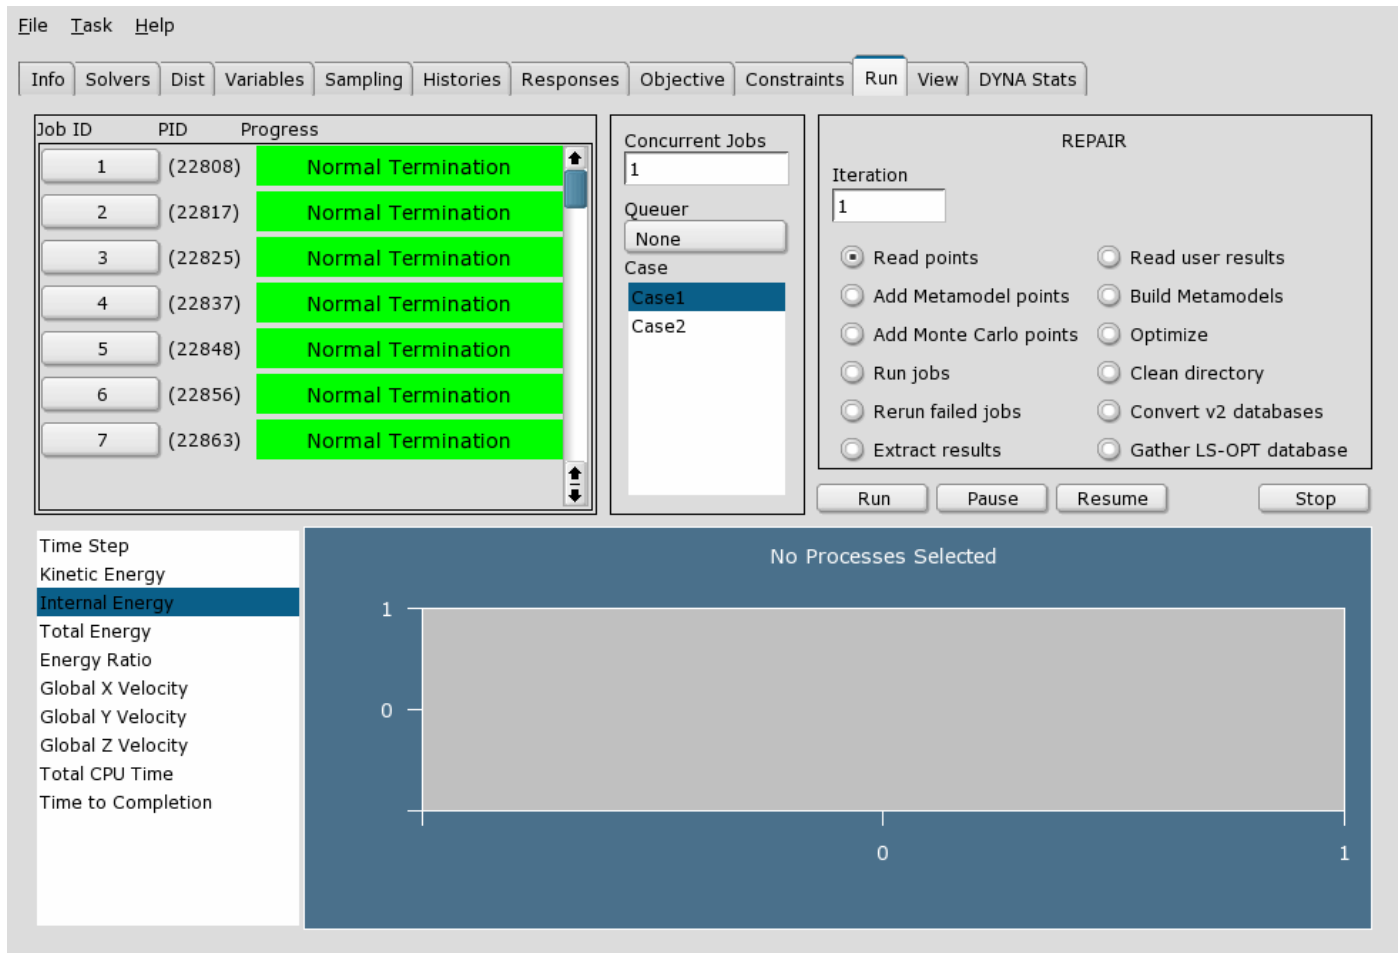 File Task Help
Info Solvers Dist Variables Sampling Histories Responses Objective Constraints Run View DYNA Stats
Job ID PID Progress
1 (22808) Normal Termination
2 (22817) Normal Termination
3 (22825) Normal Termination
4 (22837) Normal Termination
5 (22848) Normal Termination
6 (22856) Normal Termination
7 (22863) Normal Termination
Concurrent Jobs
1
Queuer
None
Case
Case1
Case2
REPAIR
Iteration
1
Read points Read user results
Add Metamodel points Build Metamodels
Add Monte Carlo points Optimize
Run jobs Clean directory
Rerun failed jobs Convert v2 databases
Extract results Gather LS-OPT database
Run Pause Resume Stop
Time Step
Kinetic Energy
Internal Energy
Total Energy
Energy Ratio
Global X Velocity
Global Y Velocity
Global Z Velocity
Total CPU Time
Time to Completion
No Processes Selected
1
0
0 1